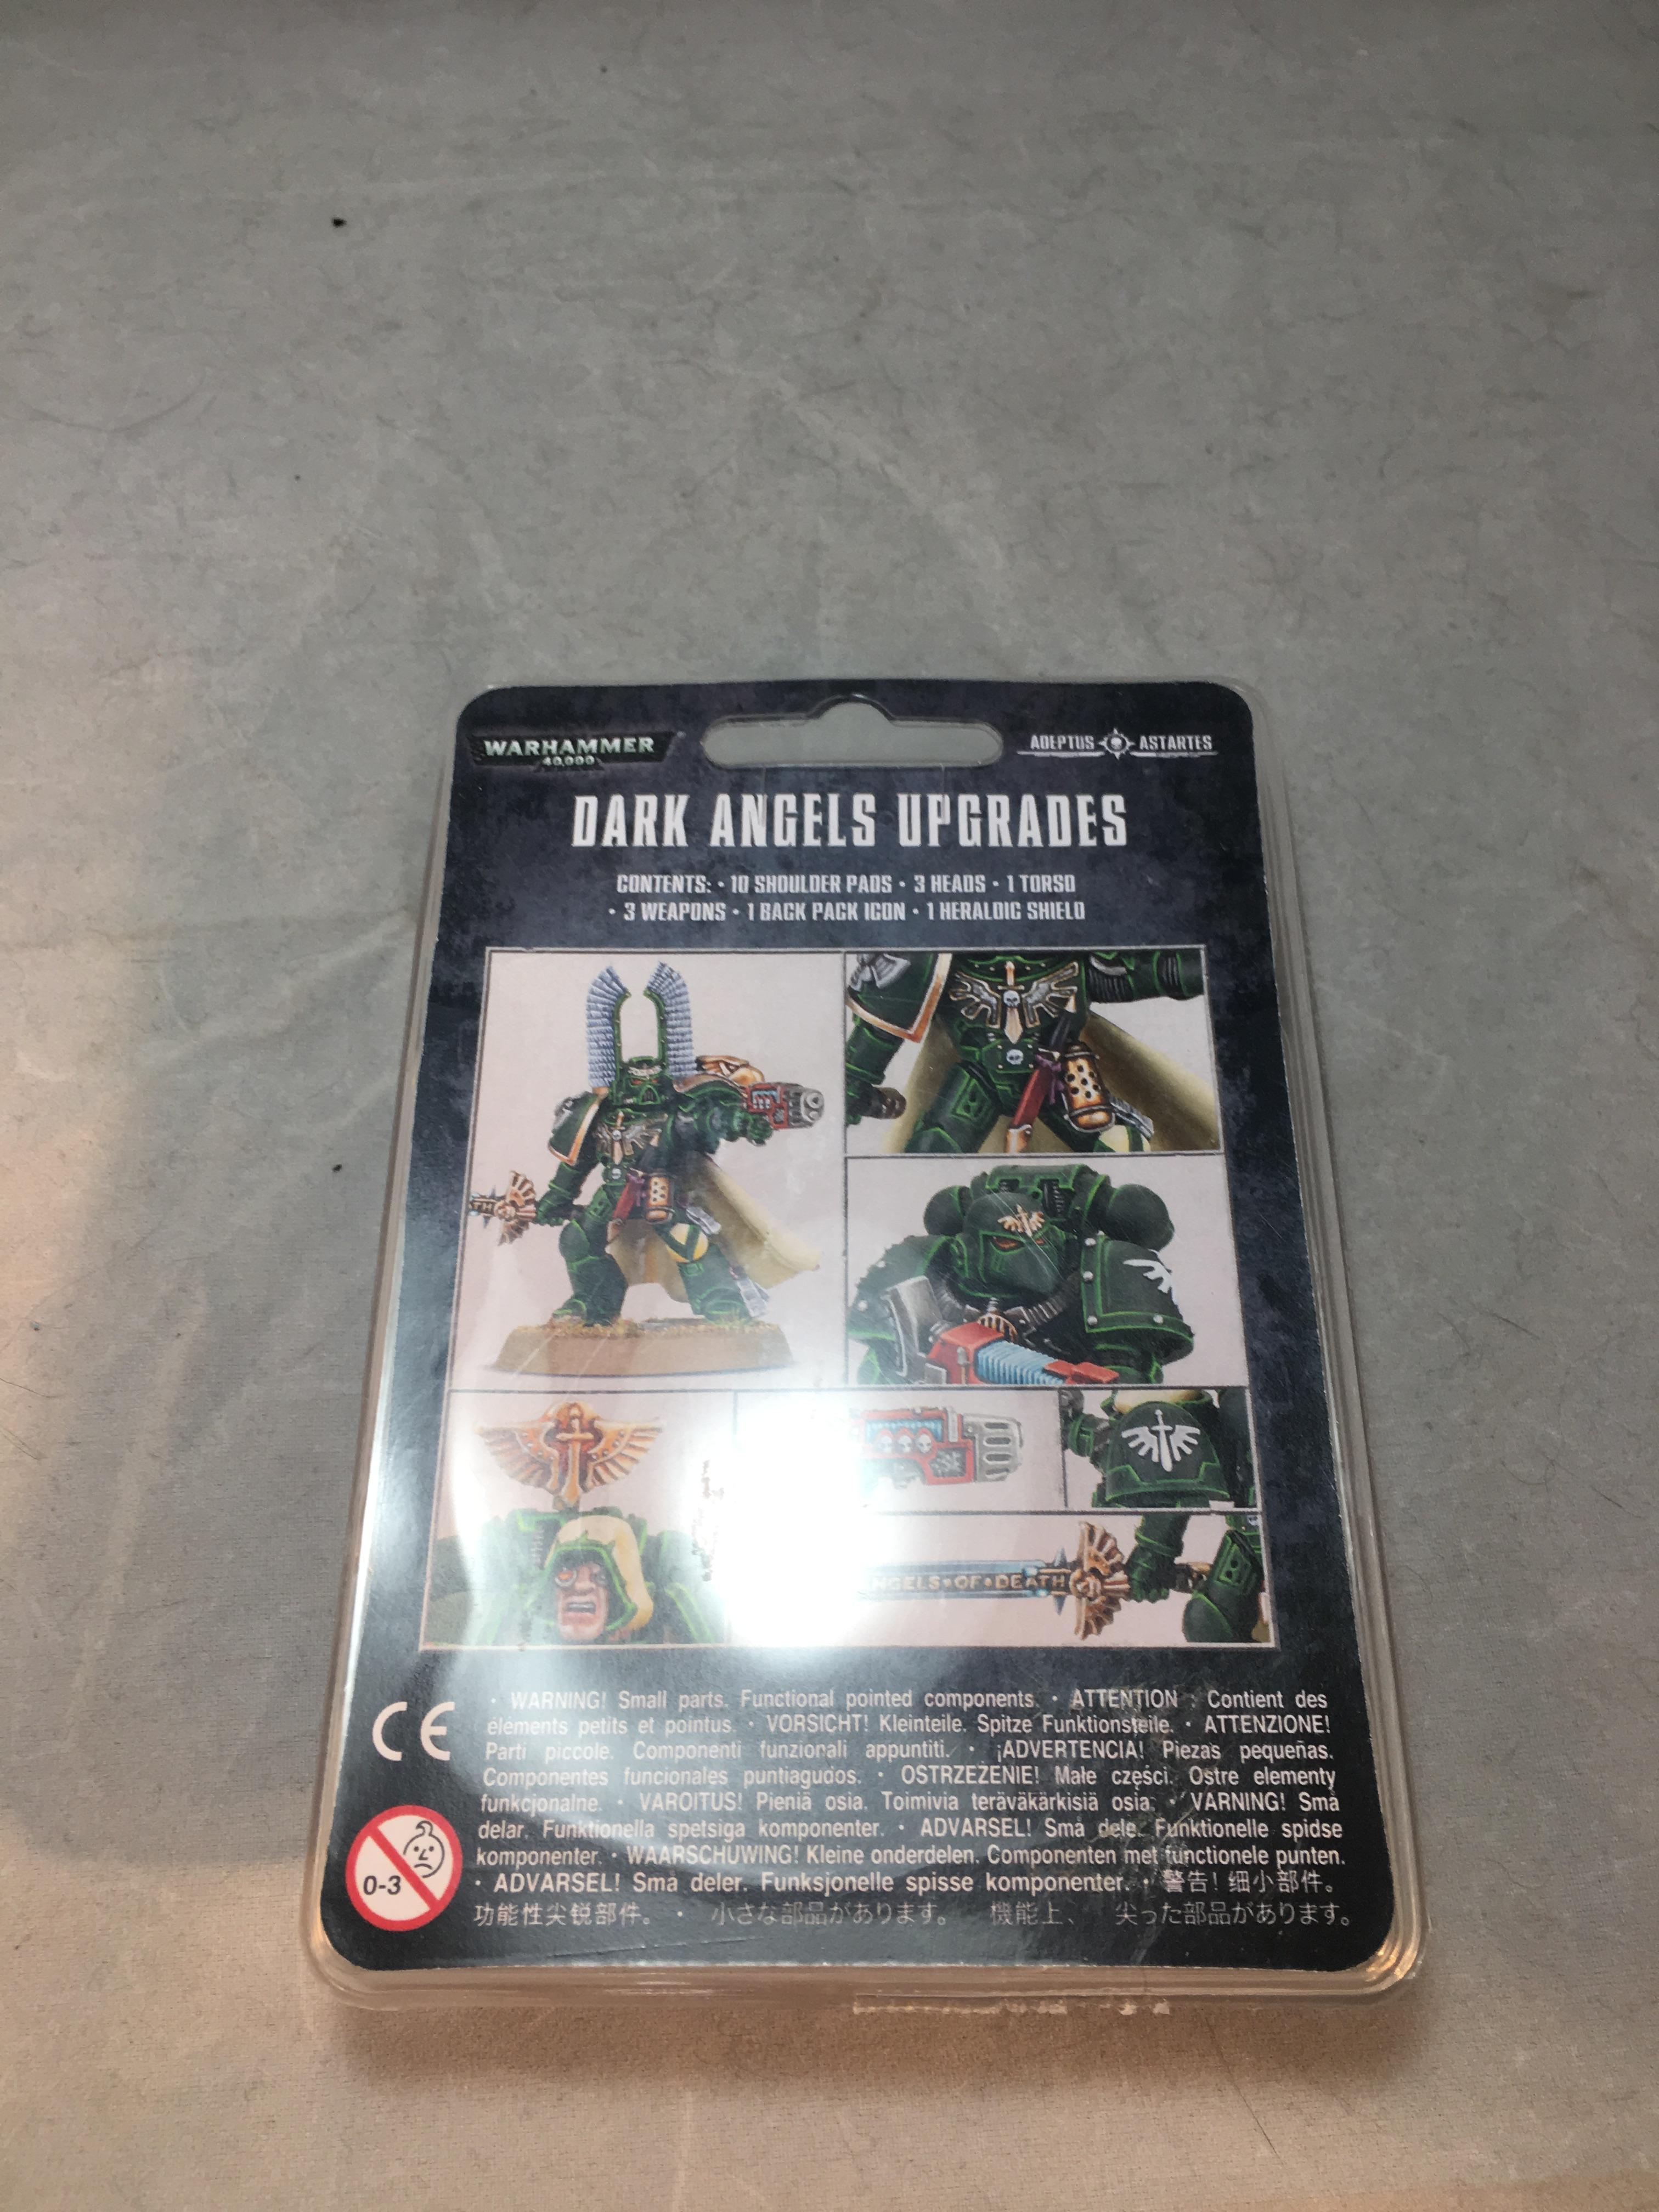 WARHAMMER
40,000
ADEPTUS ASTARTES
DARK ANGELS UPGRADES
CONTENTS: • 10 SHOULDER PADS • 3 HEADS • 1 TORSO
• 3 WEAPONS • 1 BACK PACK ICON • 1 HERALDIC SHIELD
TH
OF•DEATH
CE
• WARNING! Small parts. Functional pointed components. • ATTENTION : Contient des
éléments petits et pointus. • VORSICHT! Kleinteile. Spitze Funktionsteile. • ATTENZIONE!
Parti piccole. Componenti funzionali appuntiti. • ¡ADVERTENCIA! Piezas pequeñas.
Componentes funcionales puntiagudos. • OSTRZEŻENIE! Małe części. Ostre elementy
funkcjonalne. • VAROITUS! Pieniä osia. Toimivia teräväkärkisiä osia. • VARNING! Små
delar. Funktionella spetsiga komponenter. • ADVARSEL! Små dele. Funktionelle spidse
komponenter. • WAARSCHUWING! Kleine onderdelen. Componenten met functionele punten.
• ADVARSEL! Små deler. Funksjonelle spisse komponenter. • 警告! 细小部件。
功能性尖锐部件。 • 小さな部品があります。 機能上、 尖った部品があります。
0-3